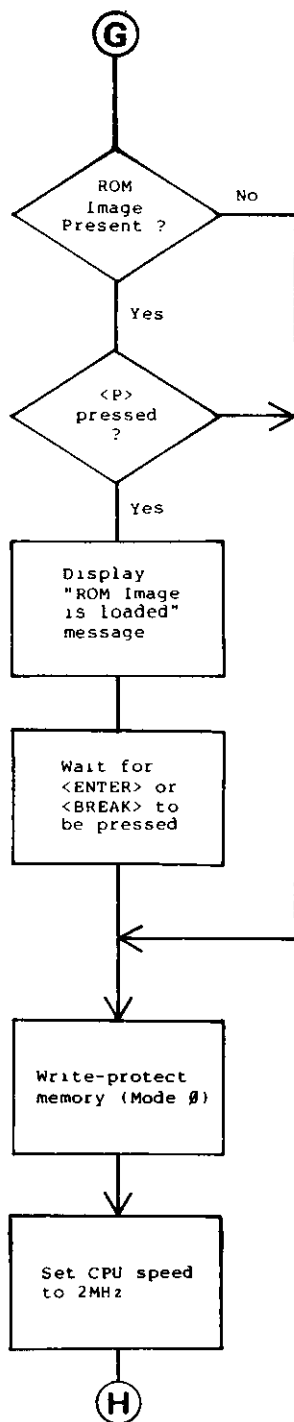 G
ROM
Image
Present ?
No
Yes
<P>
pressed
?
Yes
Display
"ROM Image
is loaded"
message
Wait for
<ENTER> or
<BREAK> to
be pressed
Write-protect
memory (Mode Ø)
Set CPU speed
to 2MHz
H